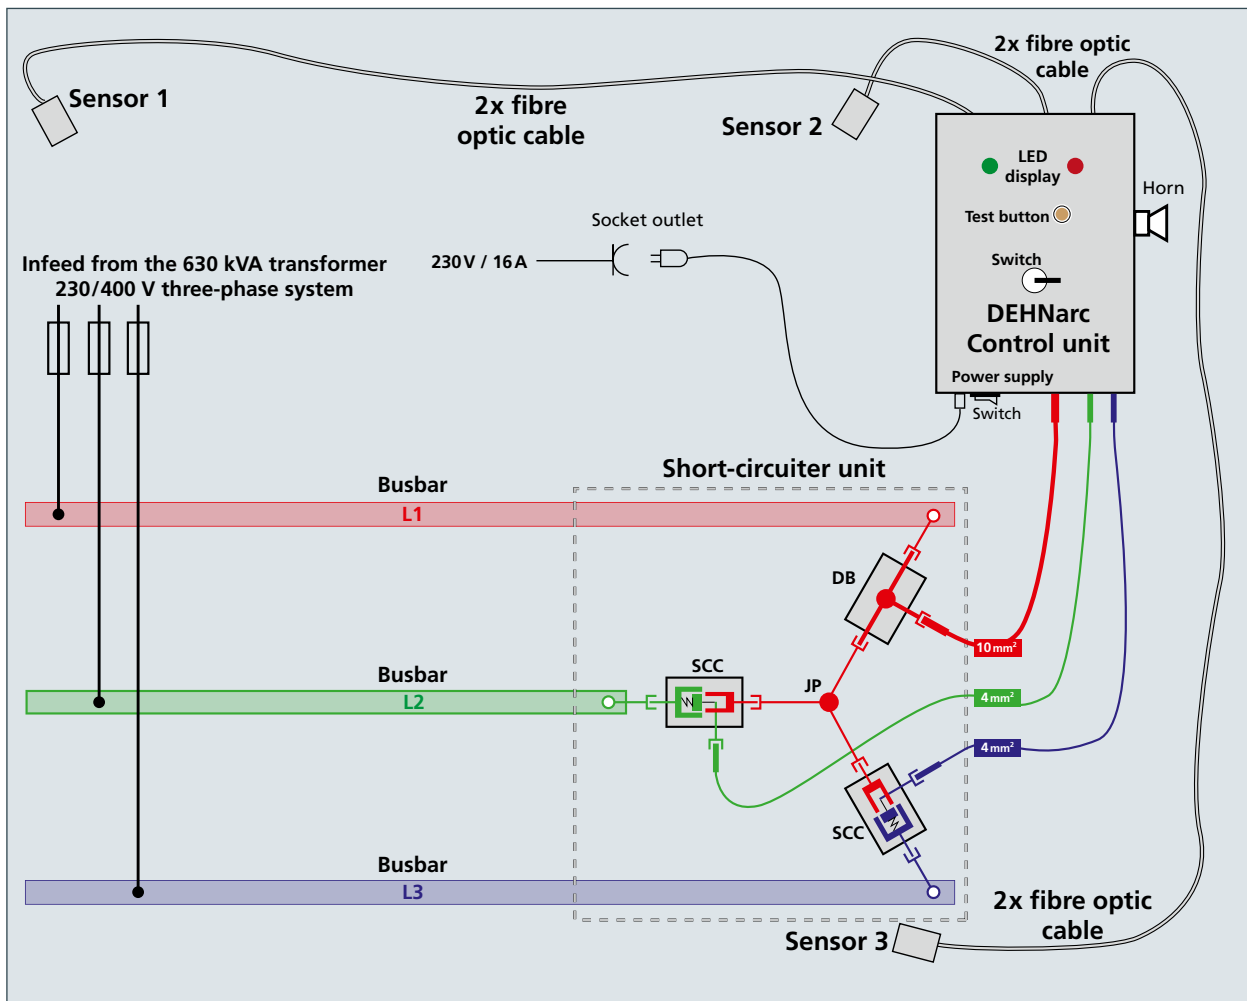 2x fibre optic
cable
Sensor 1
2x fibre
optic cable
Sensor 2
LED
display
Horn
Test button
Socket outlet
230 V / 16 A
Switch
Infeed from the 630 kVA transformer
230/400 V three-phase system
DEHNarc
Control unit
Power supply
Switch
Short-circuiter unit
Busbar
L1
DB
10 mm²
SCC
JP
Busbar
L2
4 mm²
4 mm²
SCC
Busbar
L3
2x fibre optic
cable
Sensor 3